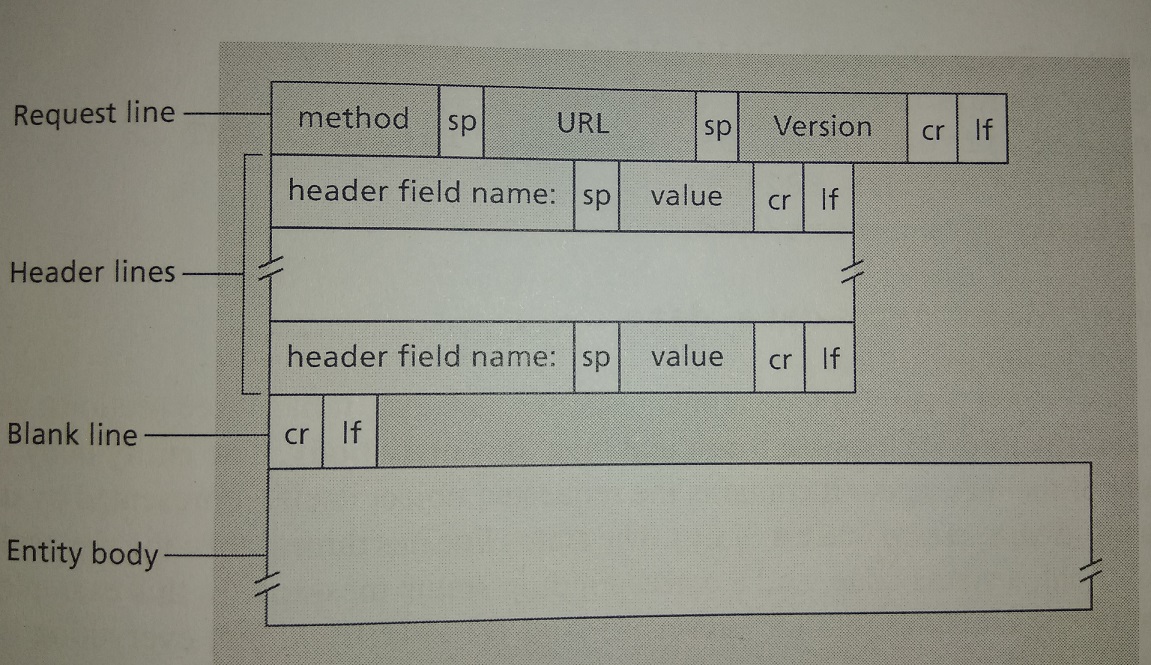 Request line method sp URL sp Version cr lf
header field name: sp value cr lf
Header lines
header field name: sp value cr lf
Blank line cr lf
Entity body